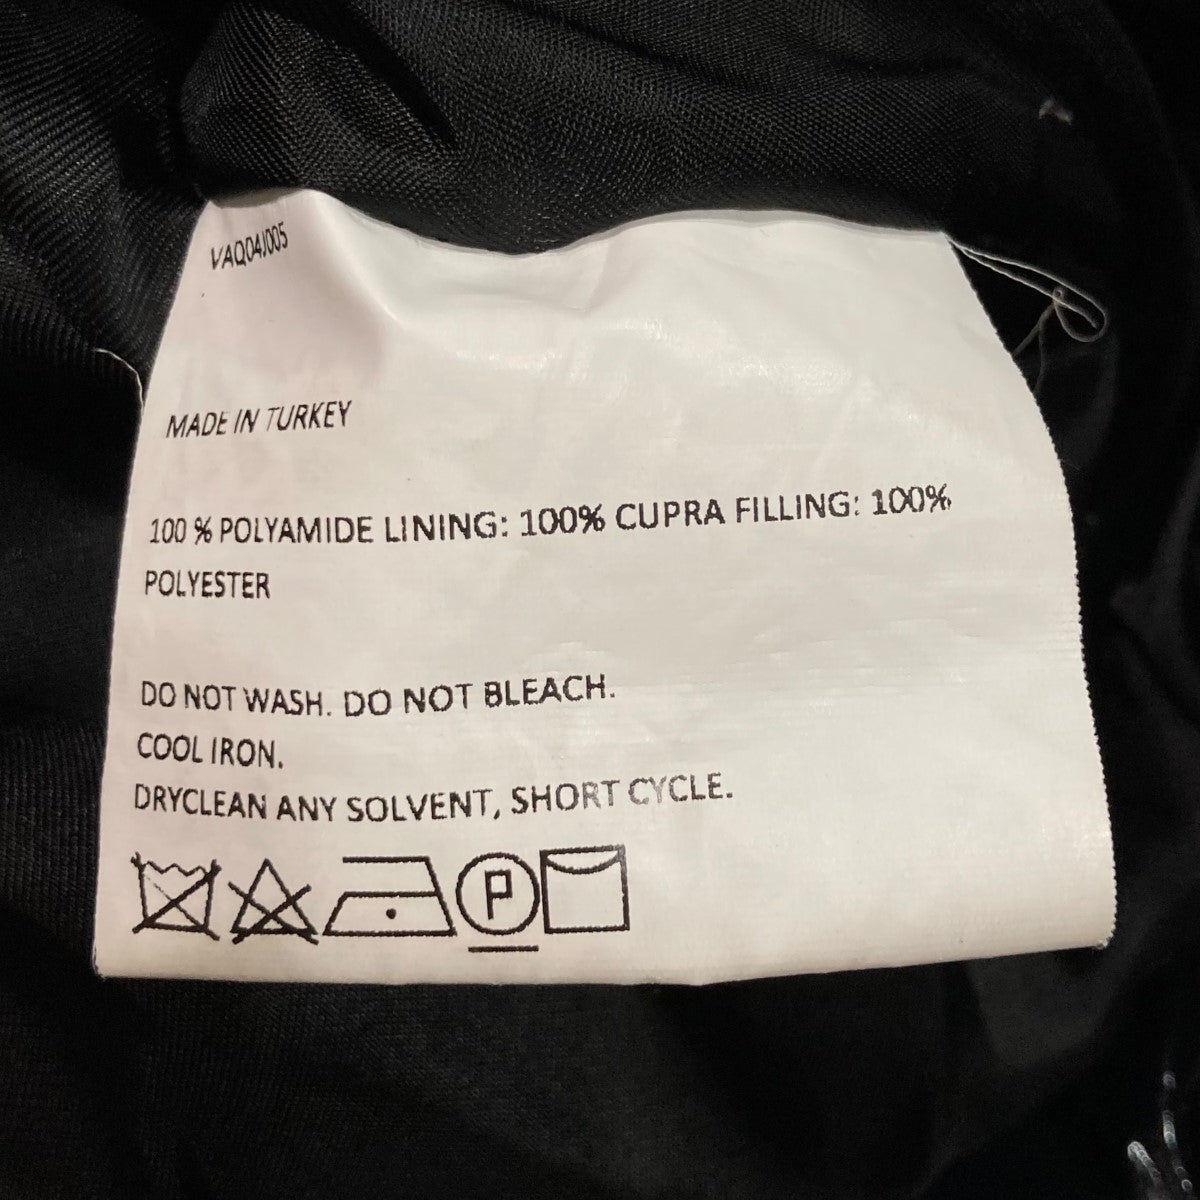 VAQ04J005
MADE IN TURKEY
100 % POLYAMIDE LINING: 100% CUPRA FILLING: 100%
POLYESTER
DO NOT WASH. DO NOT BLEACH.
COOL IRON.
DRYCLEAN ANY SOLVENT, SHORT CYCLE.
P